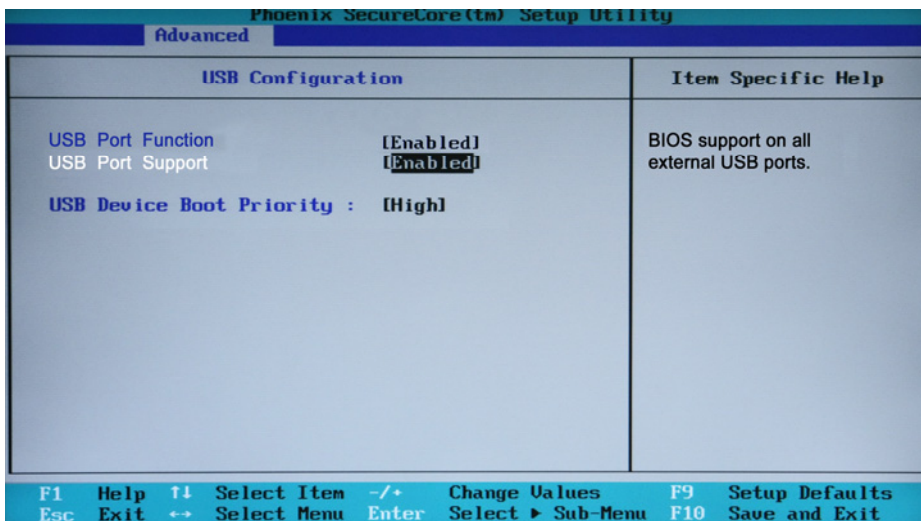 Phoenix SecureCore(tm) Setup Utility
Advanced
USB Configuration
Item Specific Help
USB Port Function [Enabled]
USB Port Support [Enabled]
USB Device Boot Priority : [High]
BIOS support on all
external USB ports.
F1 Help ↑↓ Select Item -/+ Change Values F9 Setup Defaults
Esc Exit ↔ Select Menu Enter Select ▶ Sub-Menu F10 Save and Exit